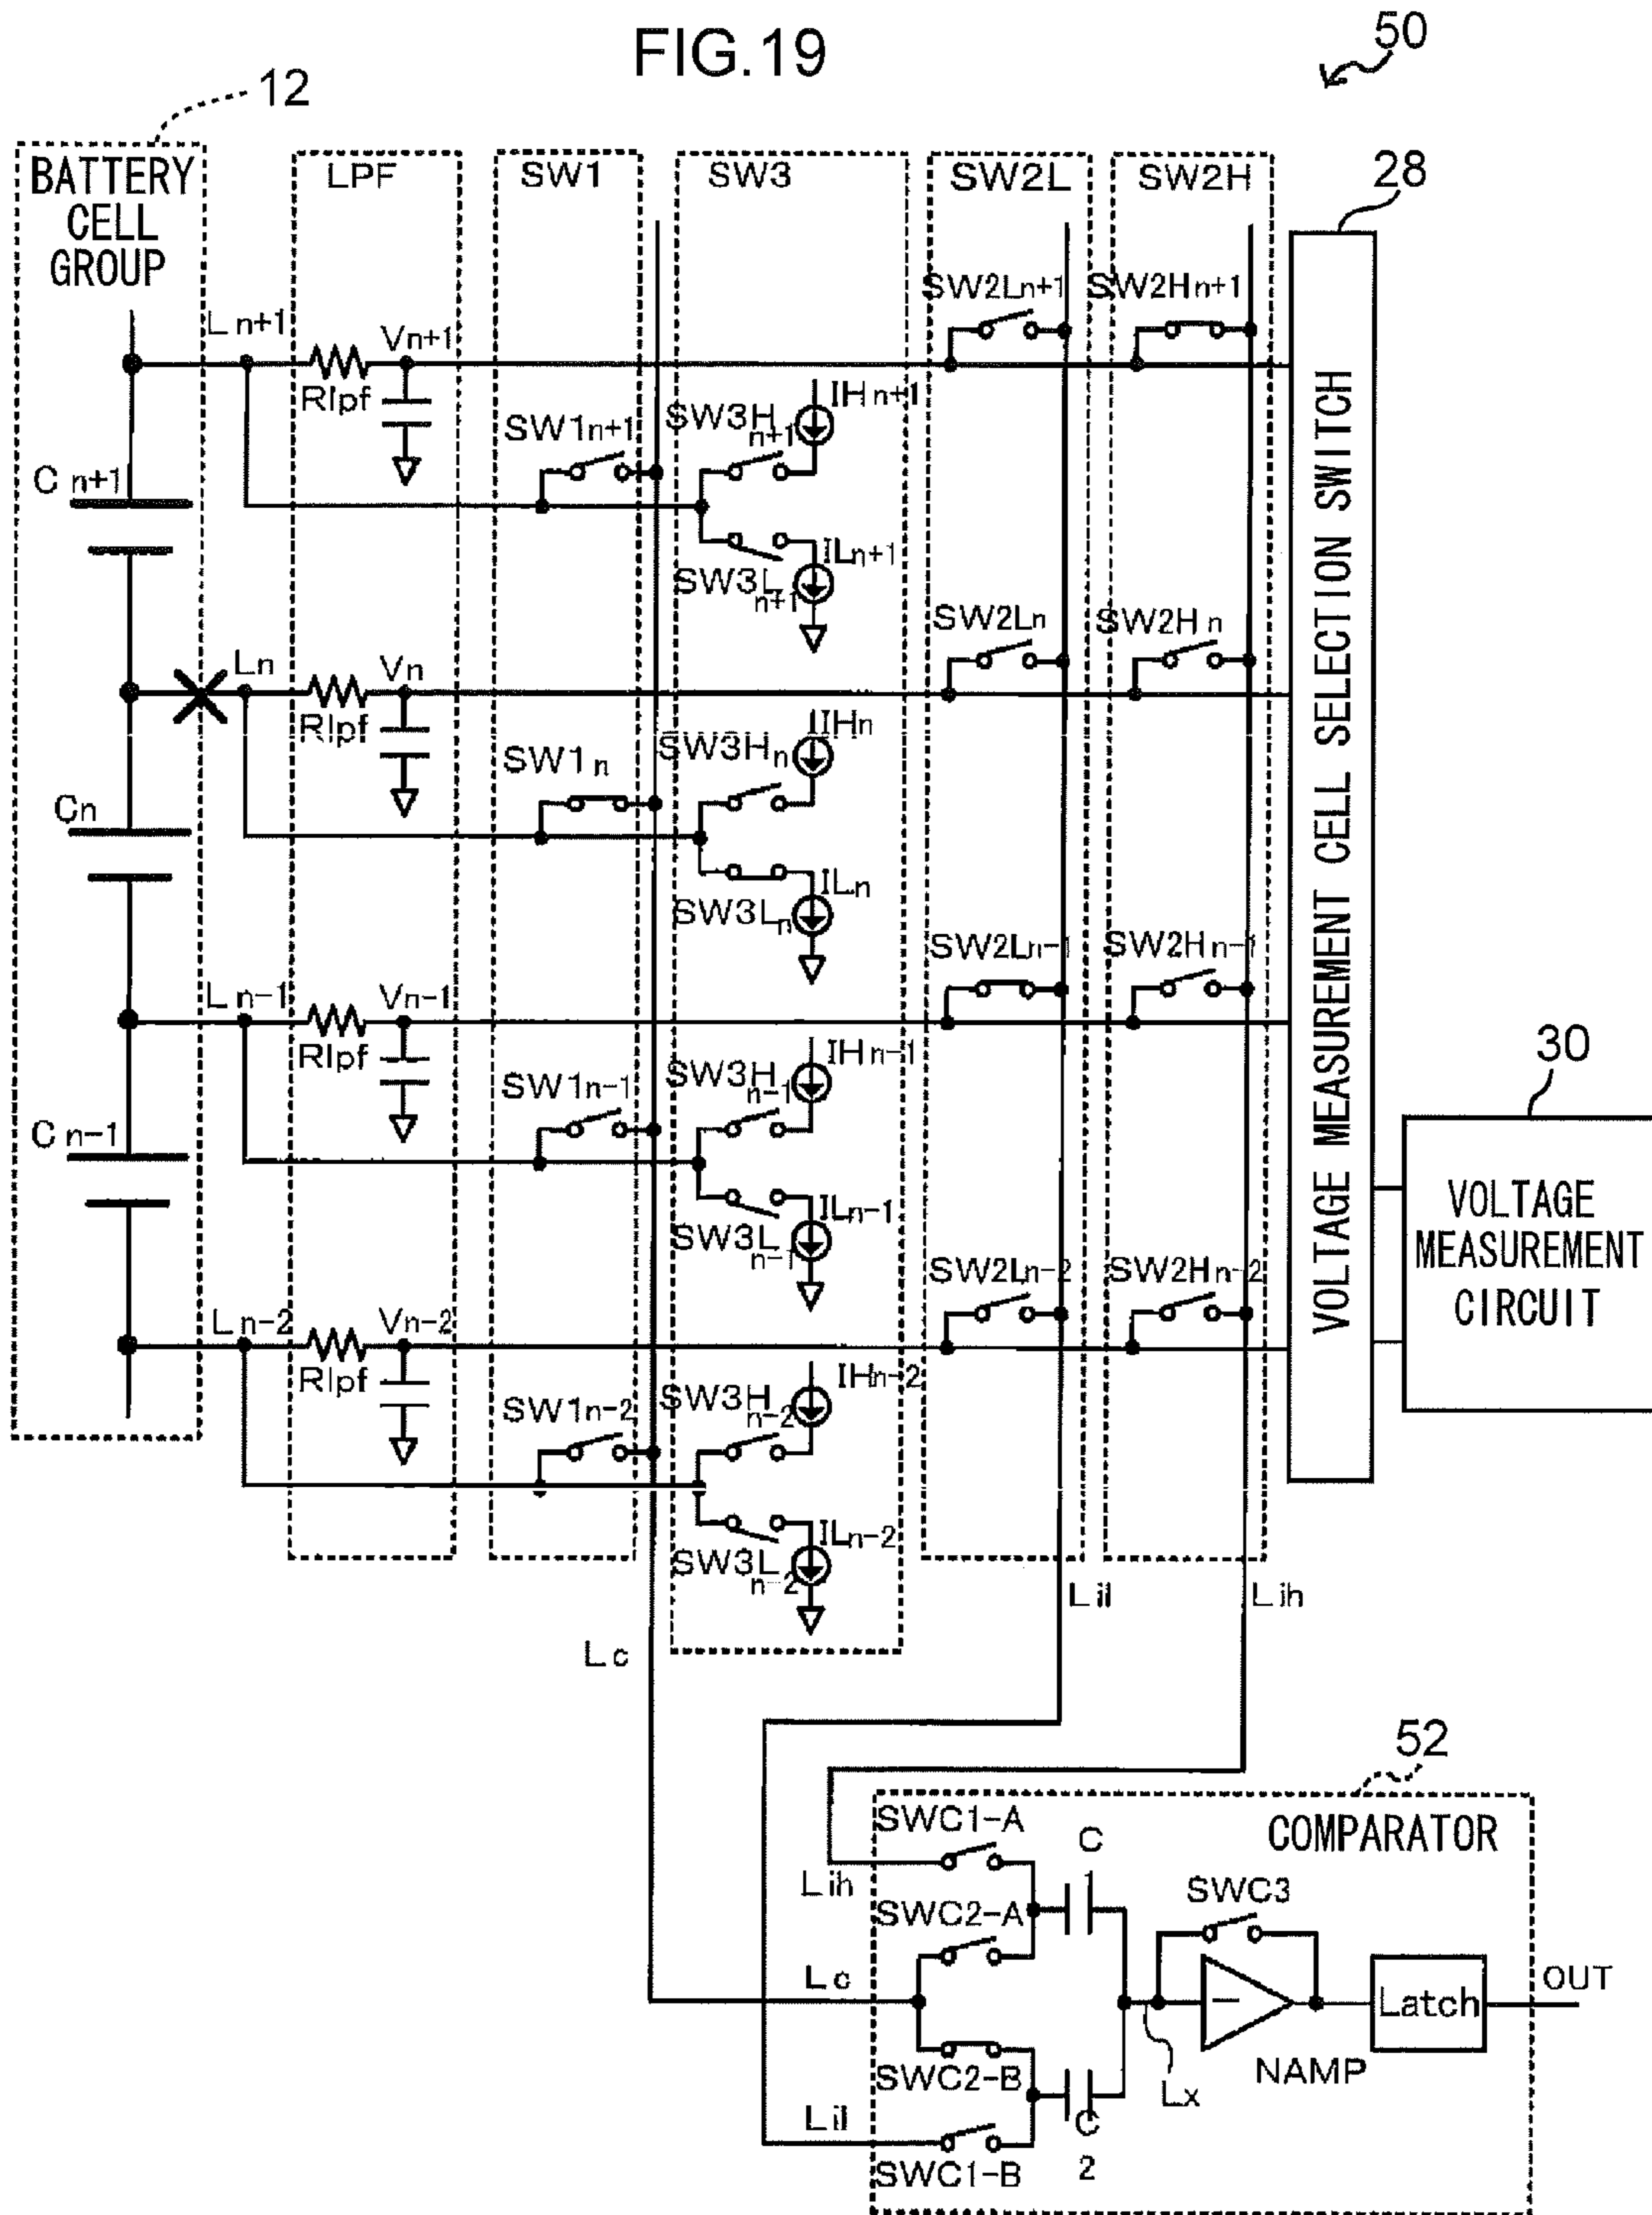 FIG.19
50
12
BATTERY
CELL
GROUP
LPF
SW1
SW3
SW2L
SW2H
28
Ln+1
Vn+1
Rlpf
SW2Ln+1
SW2Hn+1
Cn+1
SW1n+1
SW3H
n+1
IHn+1
SW3L
n+1
ILn+1
Ln
Vn
Rlpf
SW2Ln
SW2Hn
Cn
SW1n
SW3Hn
IHn
SW3Ln
ILn
Ln-1
Vn-1
Rlpf
SW2Ln-1
SW2Hn-1
Cn-1
SW1n-1
SW3H
n-1
IHn-1
SW3L
n-1
ILn-1
Ln-2
Vn-2
Rlpf
SW2Ln-2
SW2Hn-2
SW1n-2
SW3H
n-2
IHn-2
SW3L
n-2
ILn-2
VOLTAGE MEASUREMENT CELL SELECTION SWITCH
30
VOLTAGE
MEASUREMENT
CIRCUIT
Lc
Lil
Lih
52
COMPARATOR
SWC1-A
Lih
C
1
SWC2-A
SWC3
Lc
Latch
OUT
SWC2-B
Lx
NAMP
Lil
C
2
SWC1-B